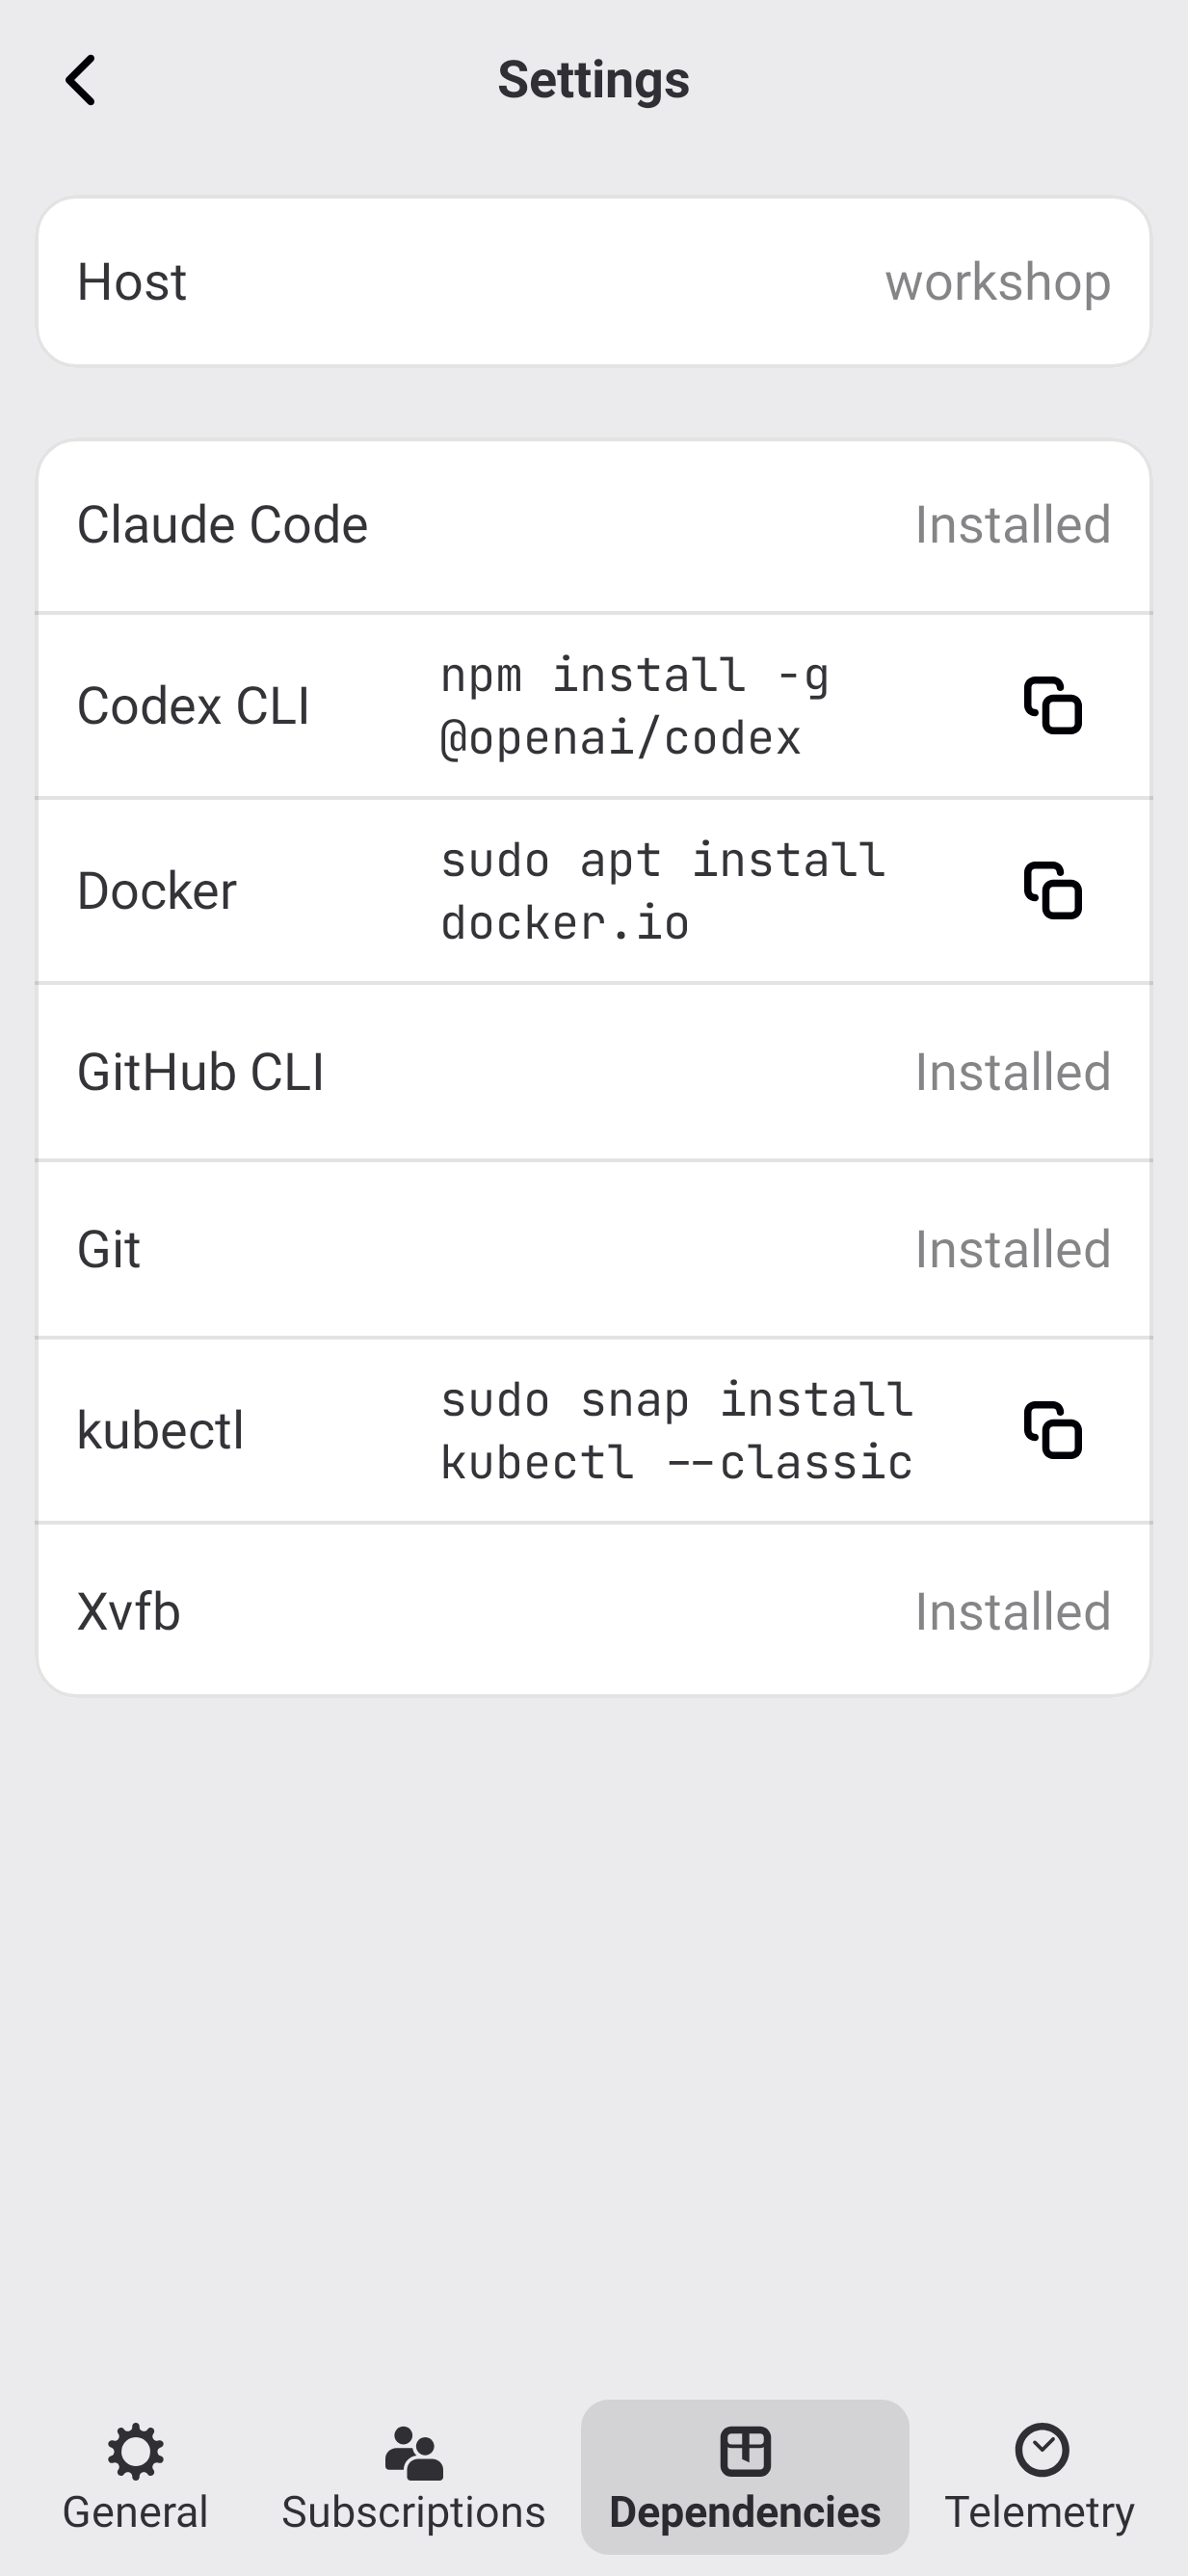 Settings
Host workshop
Claude Code Installed
Codex CLI npm install -g
@openai/codex
Docker sudo apt install
docker.io
GitHub CLI Installed
Git Installed
kubectl sudo snap install
kubectl --classic
Xvfb Installed
General Subscriptions Dependencies Telemetry